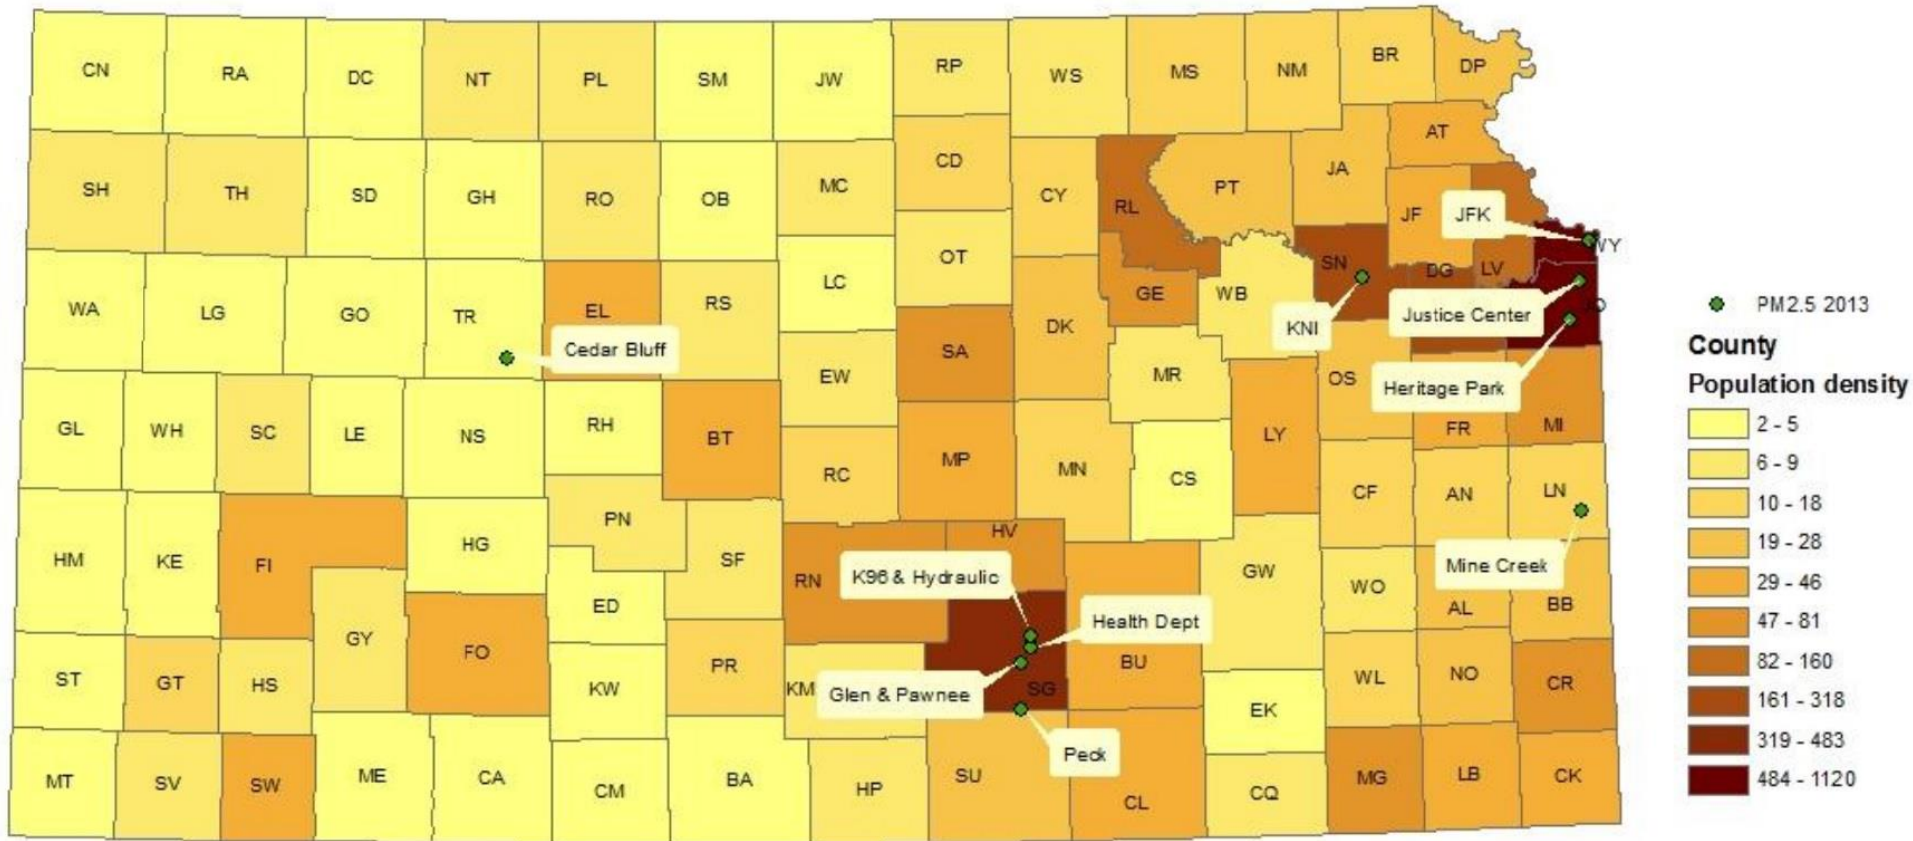 CN RA DC NT PL SM JW RP WS MS NM BR DP
SH TH SD GH RO OB MC CD CY RL PT JA AT
JF JFK
WY
WA LG GO TR EL RS LC OT GE WB SN DG LV JO
Cedar Bluff
KNI
Justice Center
Heritage Park
EW SA DK MR OS
GL WH SC LE NS RH BT RC MP MN CS LY FR MI
CF AN LN
HM KE FI HG PN SF RN HV GW WO AL BB
K96 & Hydraulic
Mine Creek
ED
Health Dept
GY FO
ST GT HS KW PR KM SG BU EK WL NO CR
Glen & Pawnee
Peck
MT SV SW ME CA CM BA HP SU CL CQ MG LB CK
PM2.5 2013
County
Population density
2 - 5
6 - 9
10 - 18
19 - 28
29 - 46
47 - 81
82 - 160
161 - 318
319 - 483
484 - 1120